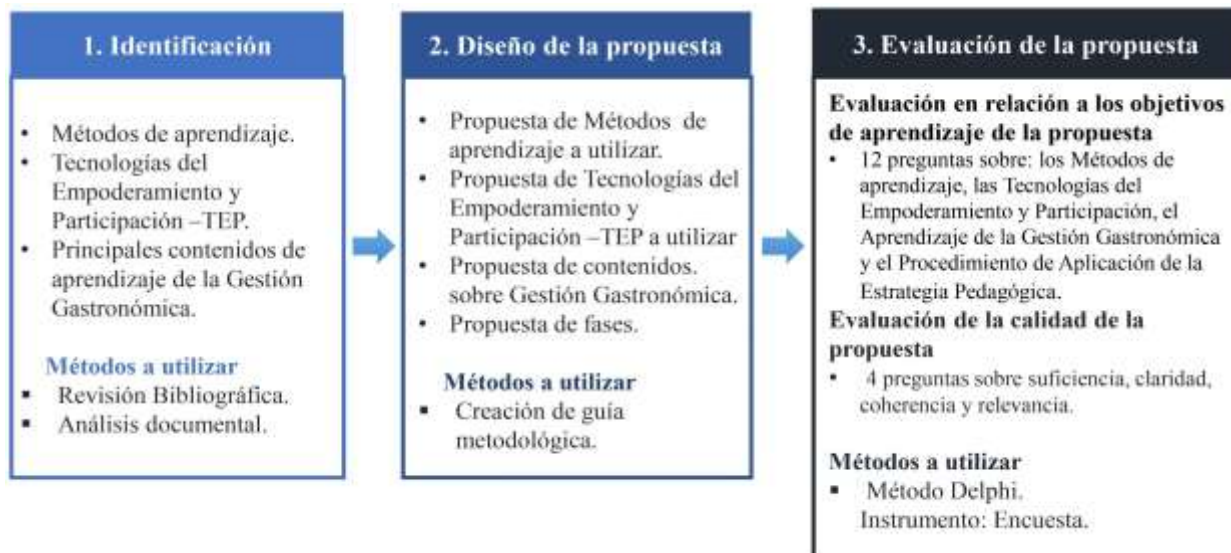 1. Identificación
• Métodos de aprendizaje.
• Tecnologías del
Empoderamiento y
Participación –TEP.
• Principales contenidos de
aprendizaje de la Gestión
Gastronómica.
Métodos a utilizar
▪ Revisión Bibliográfica.
▪ Análisis documental.
2. Diseño de la propuesta
• Propuesta de Métodos de
aprendizaje a utilizar.
• Propuesta de Tecnologías del
Empoderamiento y
Participación –TEP a utilizar
• Propuesta de contenidos.
sobre Gestión Gastronómica.
• Propuesta de fases.
Métodos a utilizar
▪ Creación de guía
metodológica.
3. Evaluación de la propuesta
Evaluación en relación a los objetivos
de aprendizaje de la propuesta
• 12 preguntas sobre: los Métodos de
aprendizaje, las Tecnologías del
Empoderamiento y Participación, el
Aprendizaje de la Gestión Gastronómica
y el Procedimiento de Aplicación de la
Estrategia Pedagógica.
Evaluación de la calidad de la
propuesta
• 4 preguntas sobre suficiencia, claridad,
coherencia y relevancia.
Métodos a utilizar
▪ Método Delphi.
Instrumento: Encuesta.